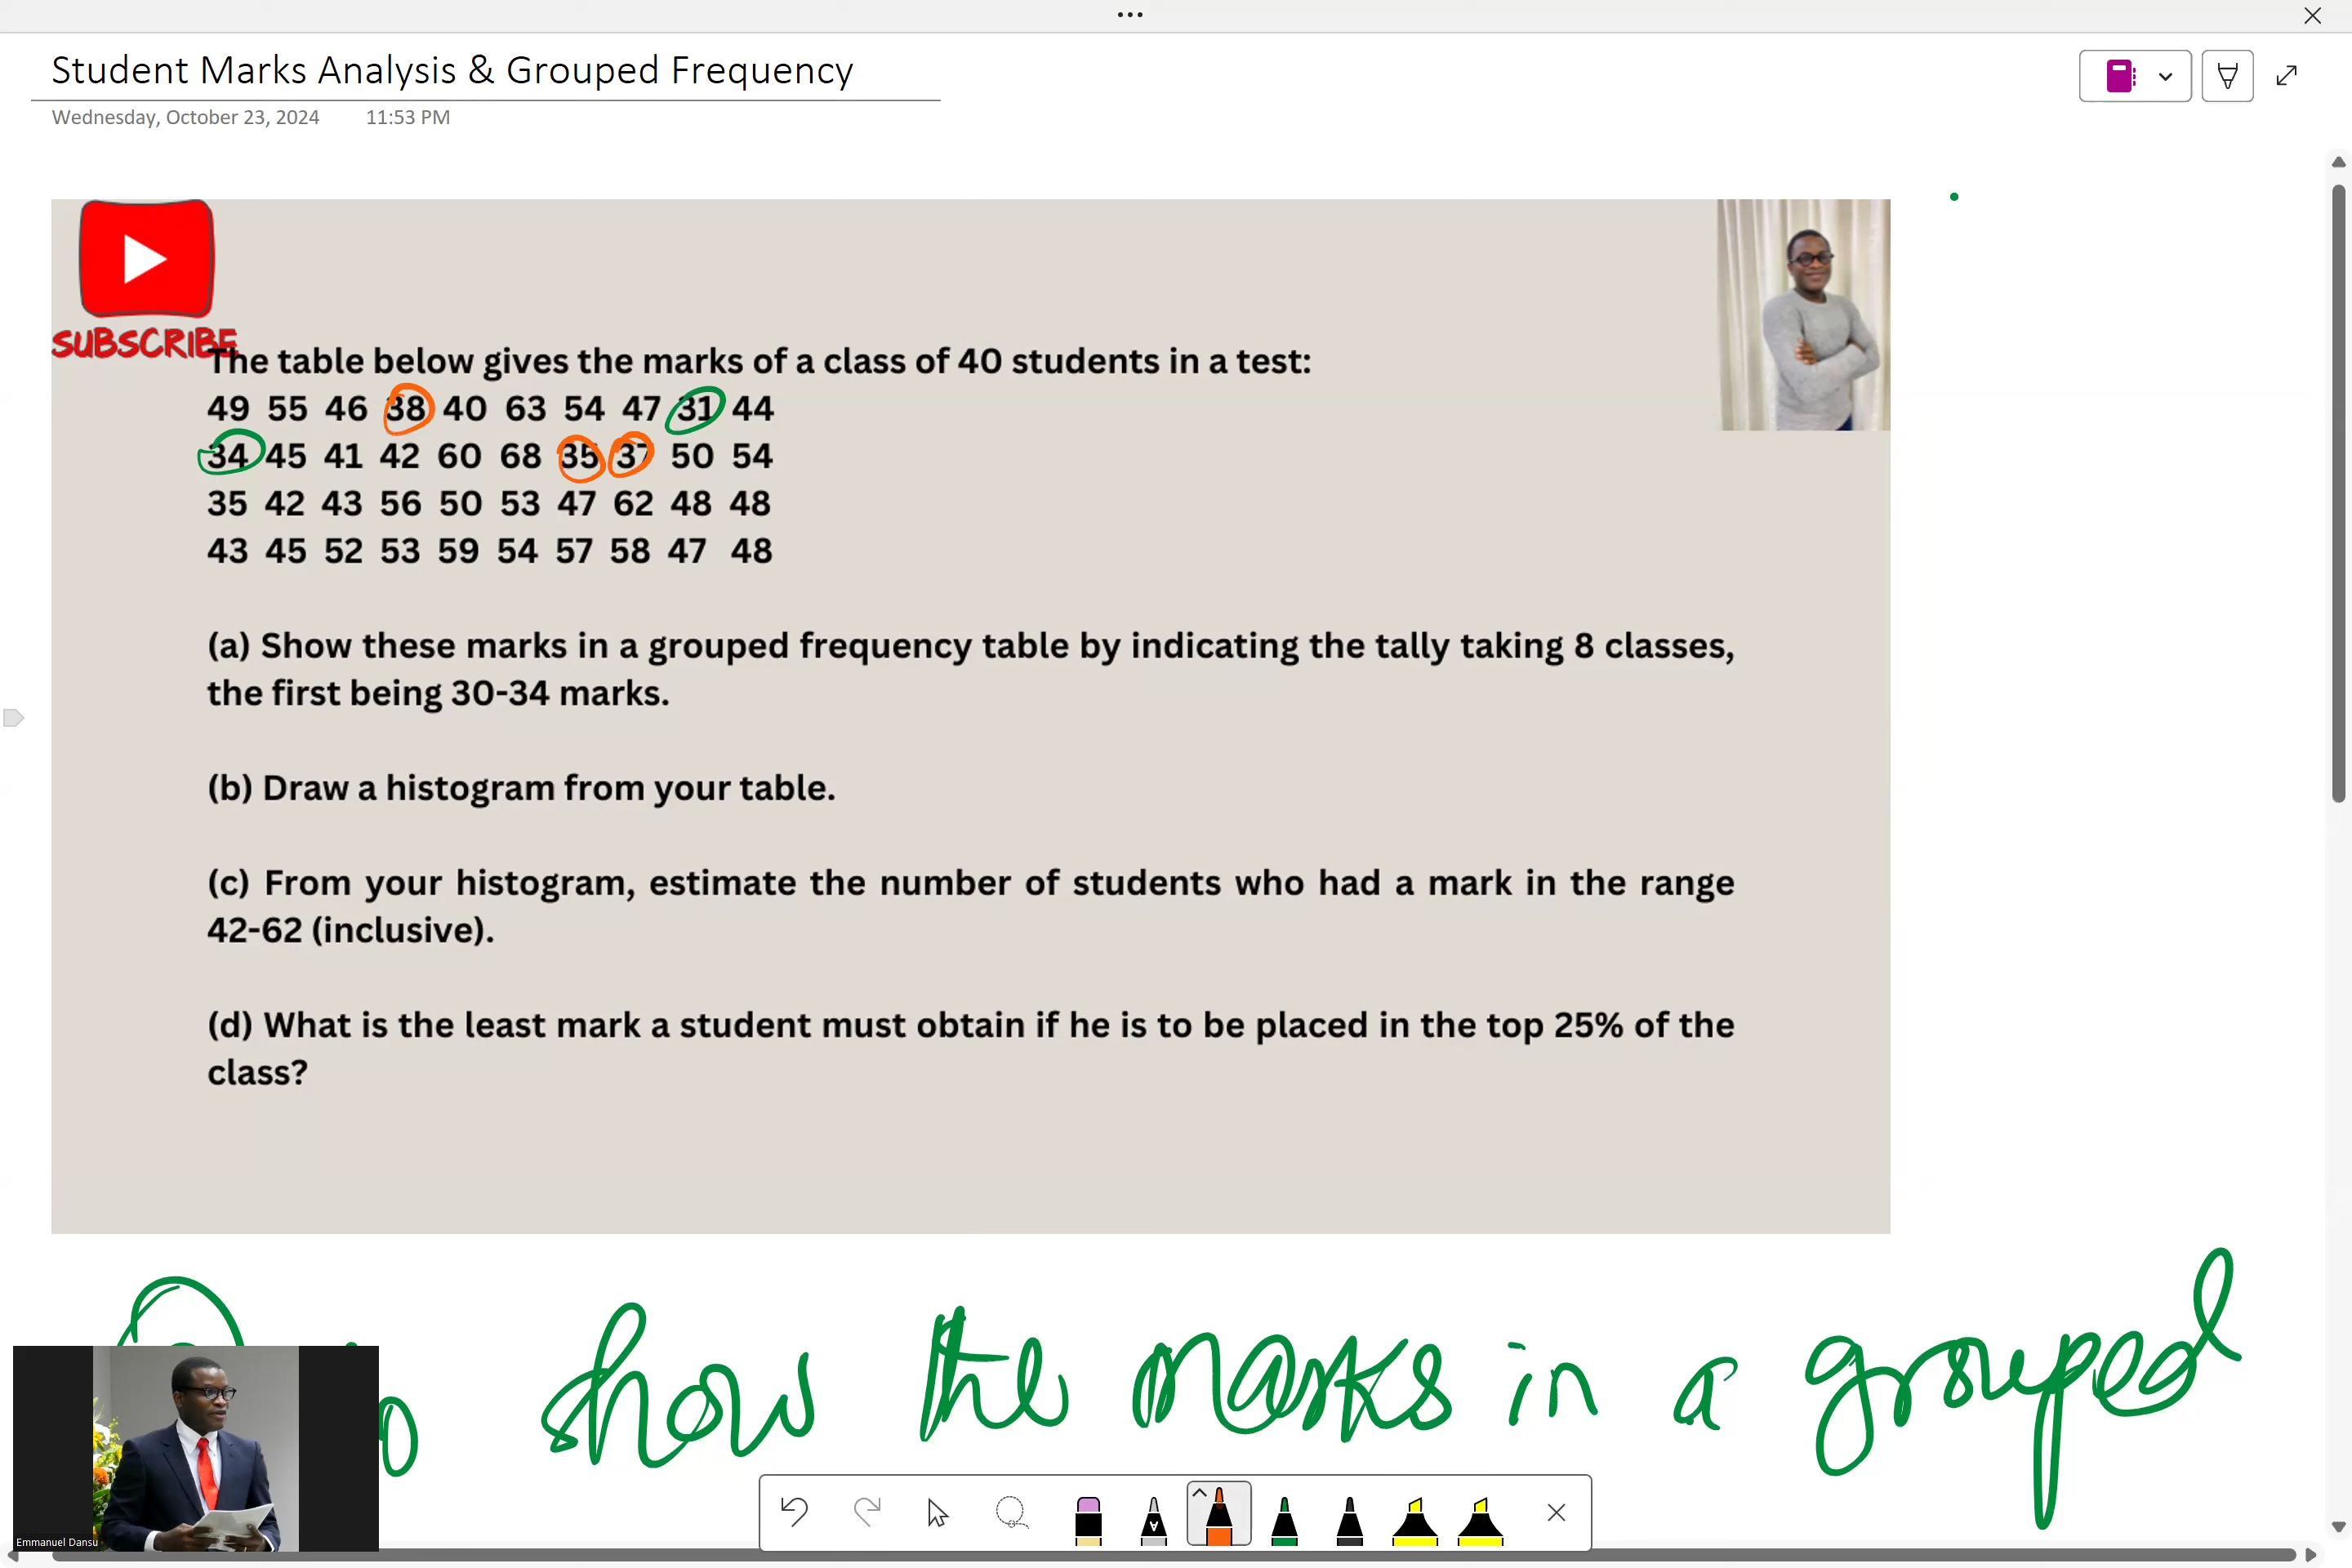 Student Marks Analysis & Grouped Frequency
Wednesday, October 23, 2024 11:53 PM
SUBSCRIBE
The table below gives the marks of a class of 40 students in a test:
49 55 46 38 40 63 54 47 31 44
34 45 41 42 60 68 35 37 50 54
35 42 43 56 50 53 47 62 48 48
43 45 52 53 59 54 57 58 47 48
(a) Show these marks in a grouped frequency table by indicating the tally taking 8 classes,
the first being 30-34 marks.
(b) Draw a histogram from your table.
(c) From your histogram, estimate the number of students who had a mark in the range
42-62 (inclusive).
(d) What is the least mark a student must obtain if he is to be placed in the top 25% of the
class?
show the marks in a grouped
Emmanuel Dansu